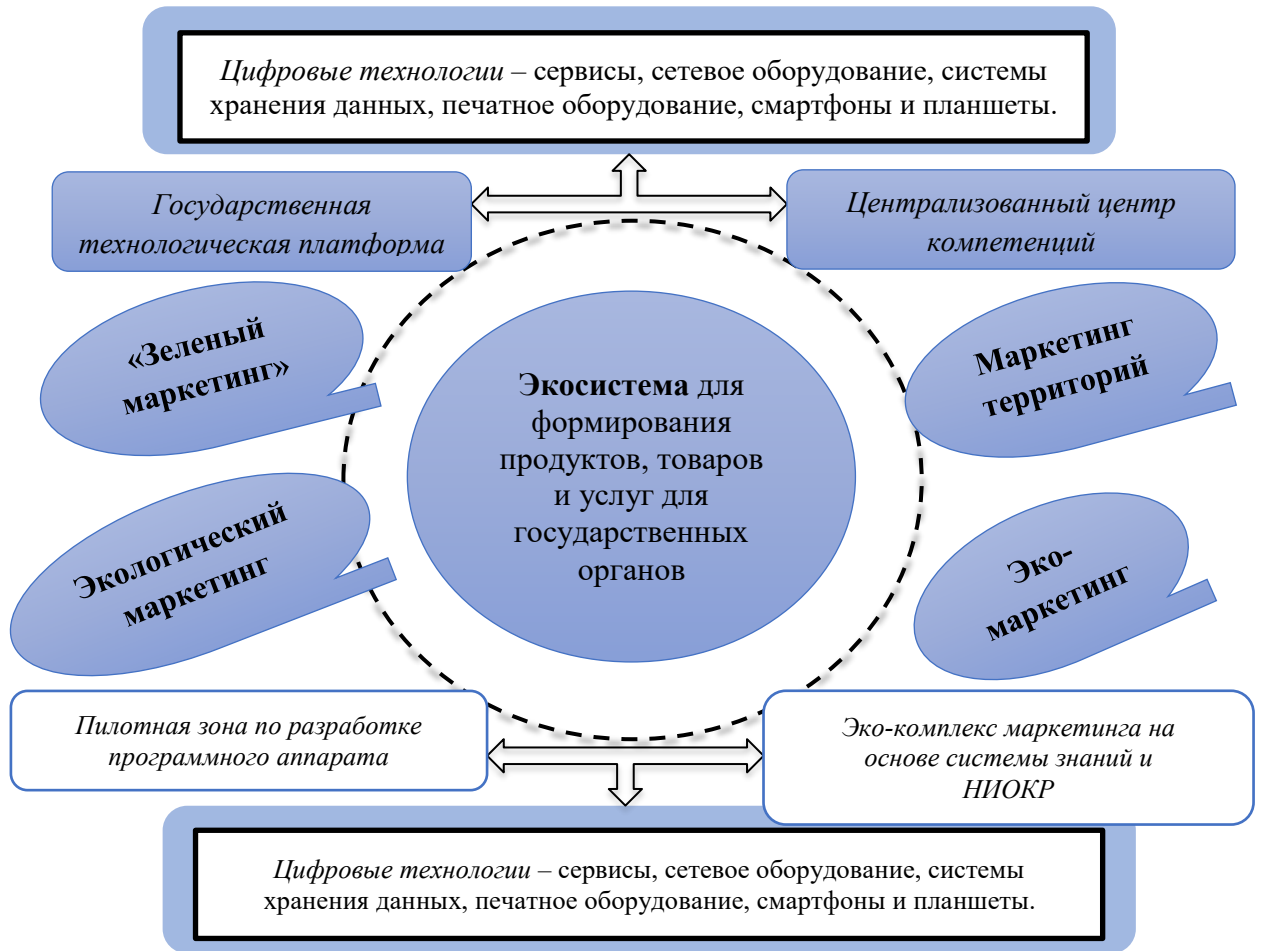 Цифровые технологии – сервисы, сетевое оборудование, системы
хранения данных, печатное оборудование, смартфоны и планшеты.
Государственная
технологическая платформа
Централизованный центр
компетенций
«Зеленый
маркетинг»
Маркетинг
территорий
Экосистема для
формирования
продуктов, товаров
и услуг для
государственных
органов
Экологический
маркетинг
Эко-
маркетинг
Пилотная зона по разработке
программного аппарата
Эко-комплекс маркетинга на
основе системы знаний и
НИОКР
Цифровые технологии – сервисы, сетевое оборудование, системы
хранения данных, печатное оборудование, смартфоны и планшеты.